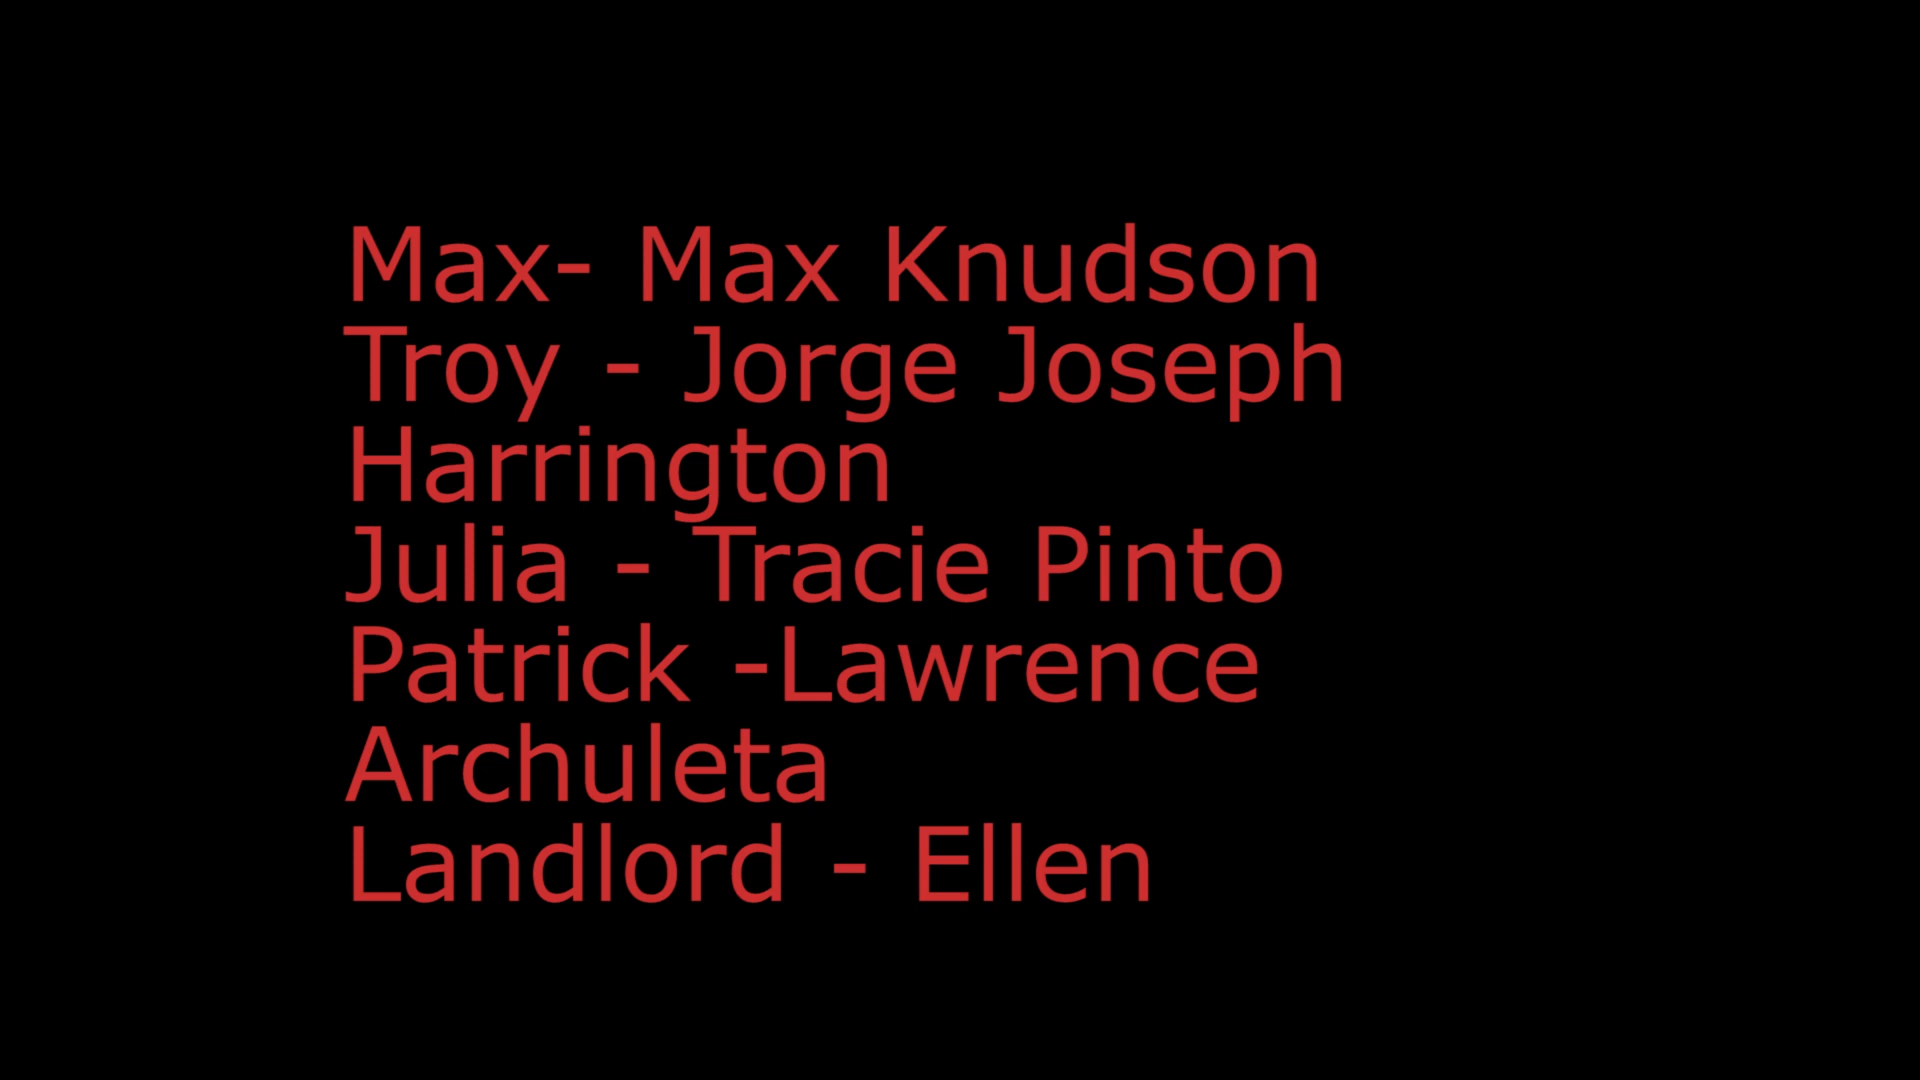 Max- Max Knudson
Troy - Jorge Joseph
Harrington
Julia - Tracie Pinto
Patrick -Lawrence
Archuleta
Landlord - Ellen